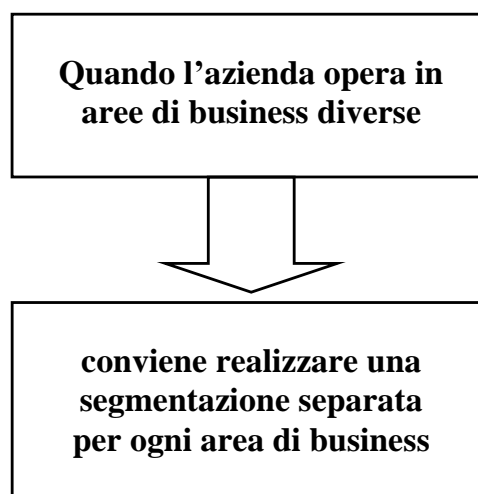 Quando l’azienda opera in
aree di business diverse
conviene realizzare una
segmentazione separata
per ogni area di business